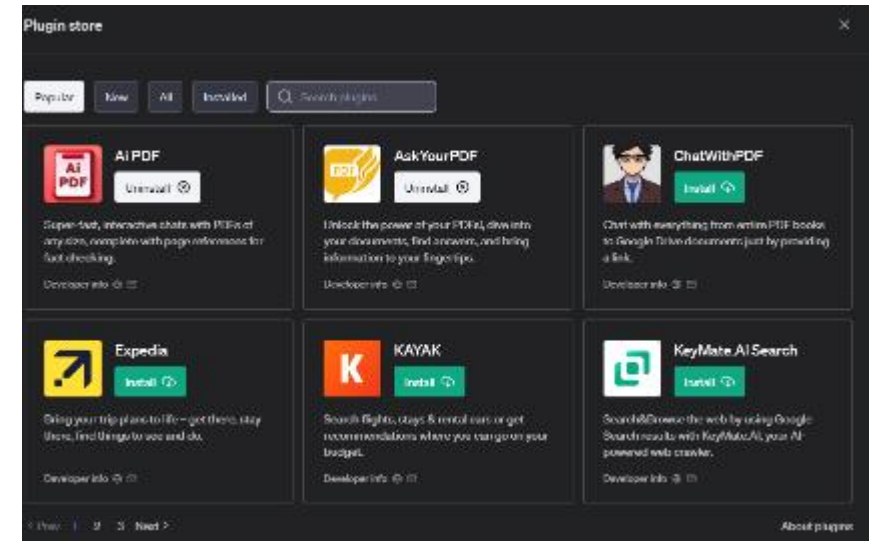 Plugin store
Popular New All Installed Search plugins
Ai PDF
Ai
PDF
Uninstall
Super-fast, interactive chats with PDFs of
any size, complete with page references for
fact checking.
Developer info
AskYourPDF
PDF
Uninstall
Unlock the power of your PDFs!, dive into
your documents, find answers, and bring
information to your fingertips.
Developer info
ChatWithPDF
Install
Chat with everything from entire PDF books
to Google Drive documents just by providing
a link.
Developer info
Expedia
Install
Bring your trip plans to life – get there, stay
there, find things to see and do.
Developer info
KAYAK
K
Install
Search flights, stays & rental cars or get
recommendations where you can go on your
budget.
Developer info
KeyMate.AI Search
Install
Search&Browse the web by using Google
Search results with KeyMate.AI, your AI-
powered web crawler.
Developer info
< Prev 1 2 3 Next >
About plugins